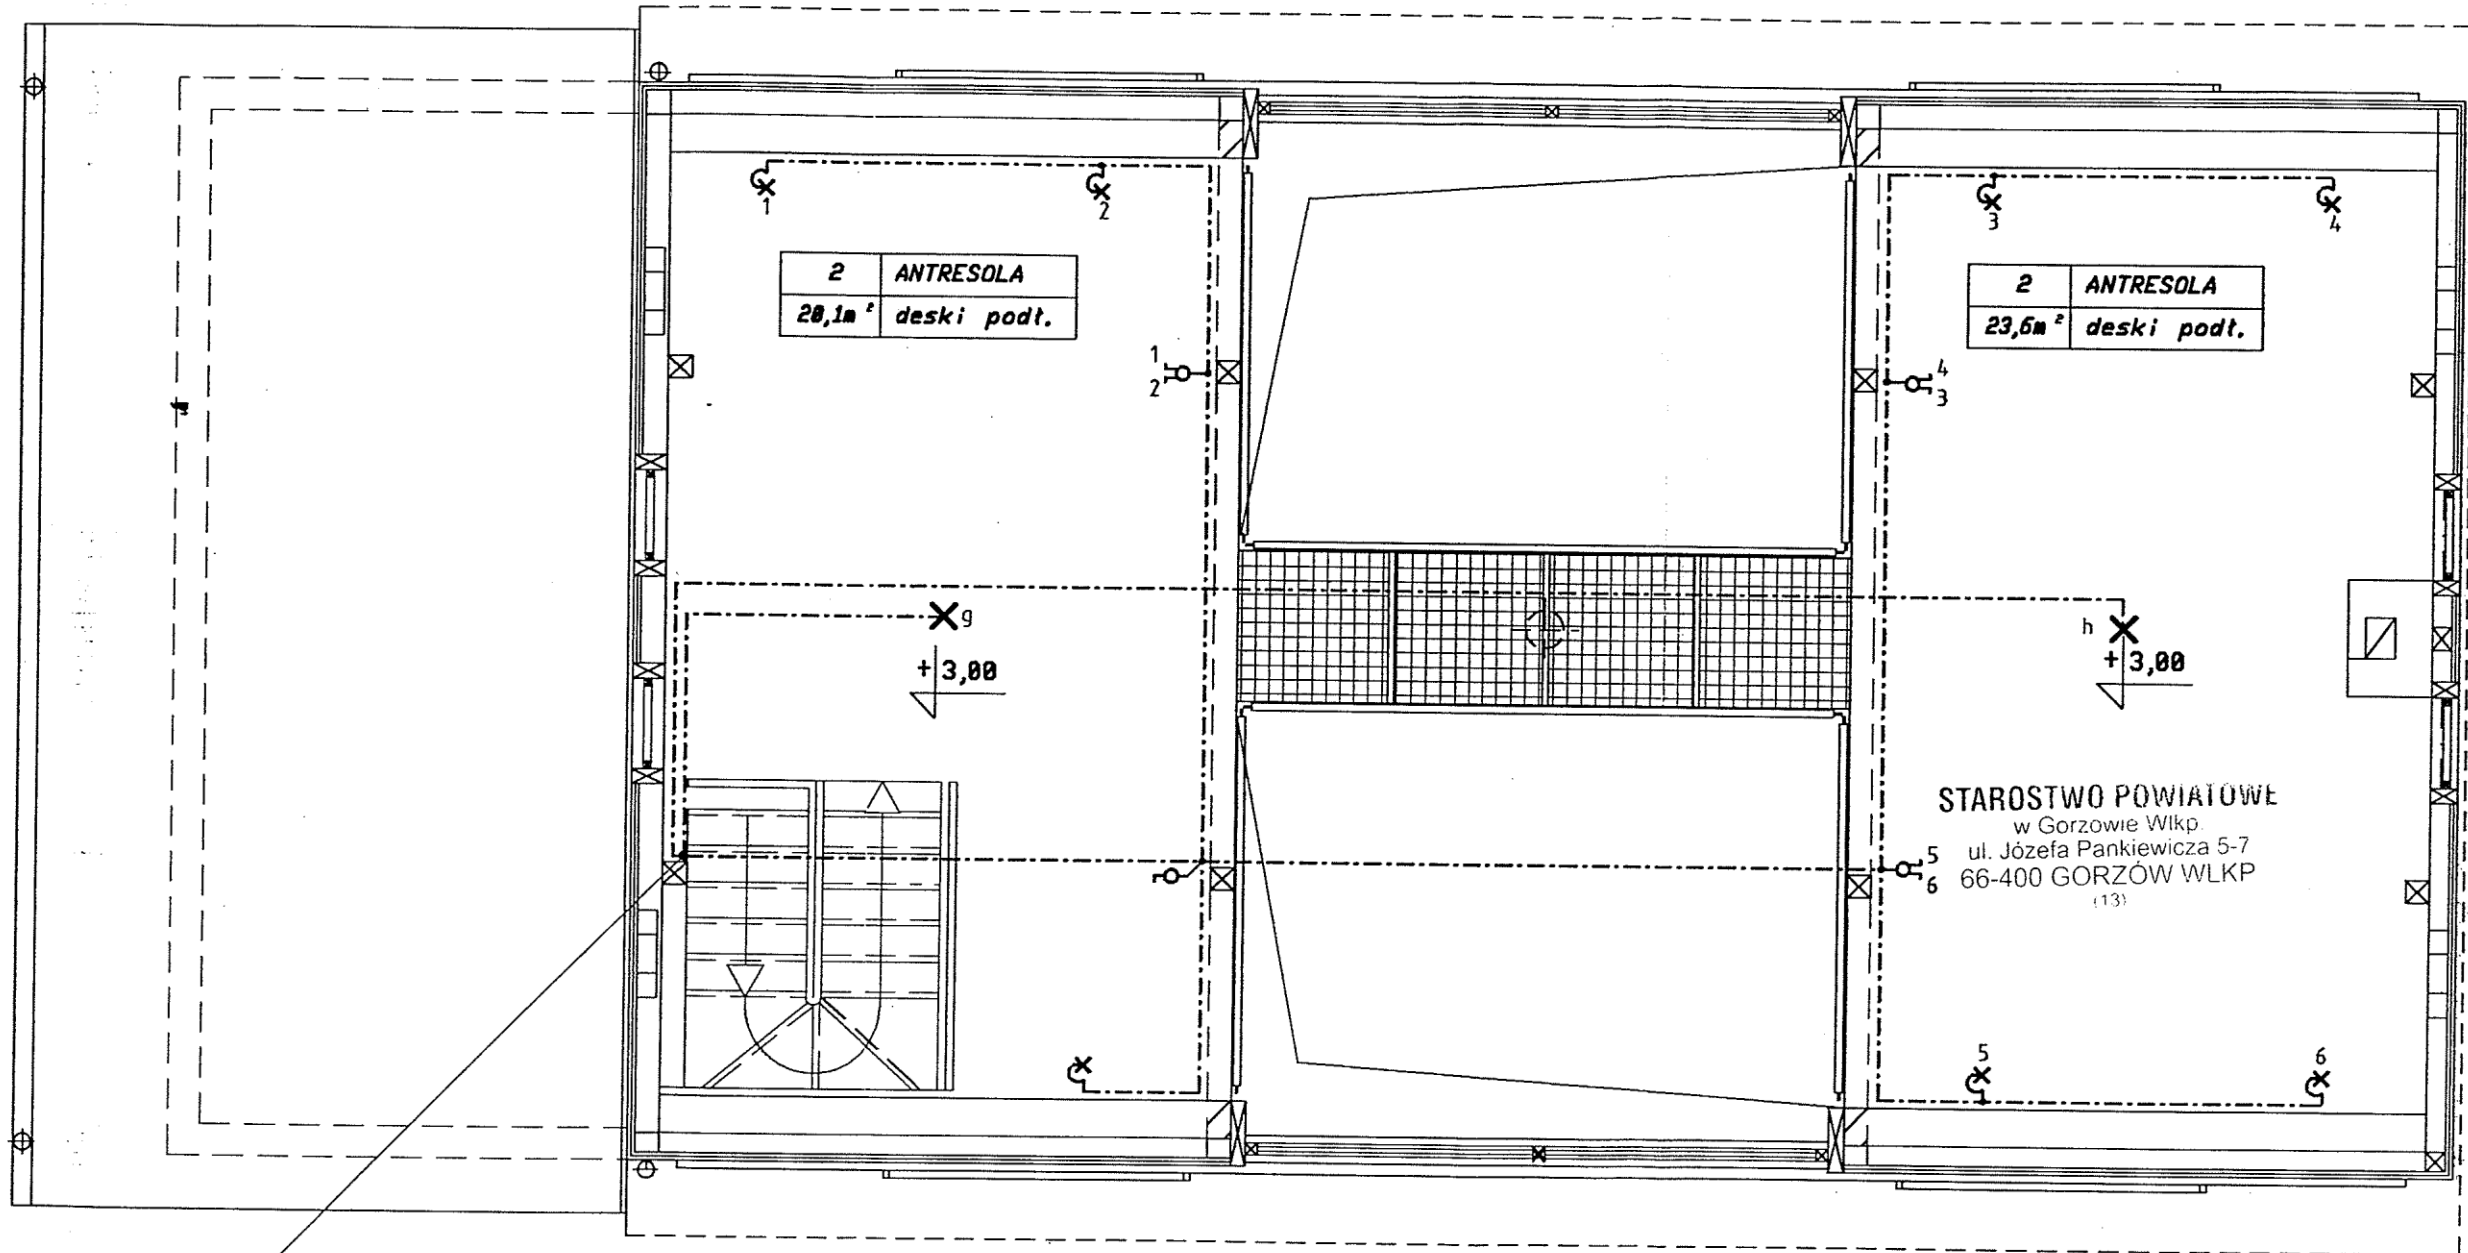 1
2
3
4
2 ANTRESOLA
20,1m² deski podł.
2 ANTRESOLA
23,6m² deski podł.
1
2
4
3
g
+3,00
h
+3,00
STAROSTWO POWIATOWE
w Gorzowie Wlkp.
ul. Józefa Pankiewicza 5-7
66-400 GORZÓW WLKP
(13)
5
6
5
6